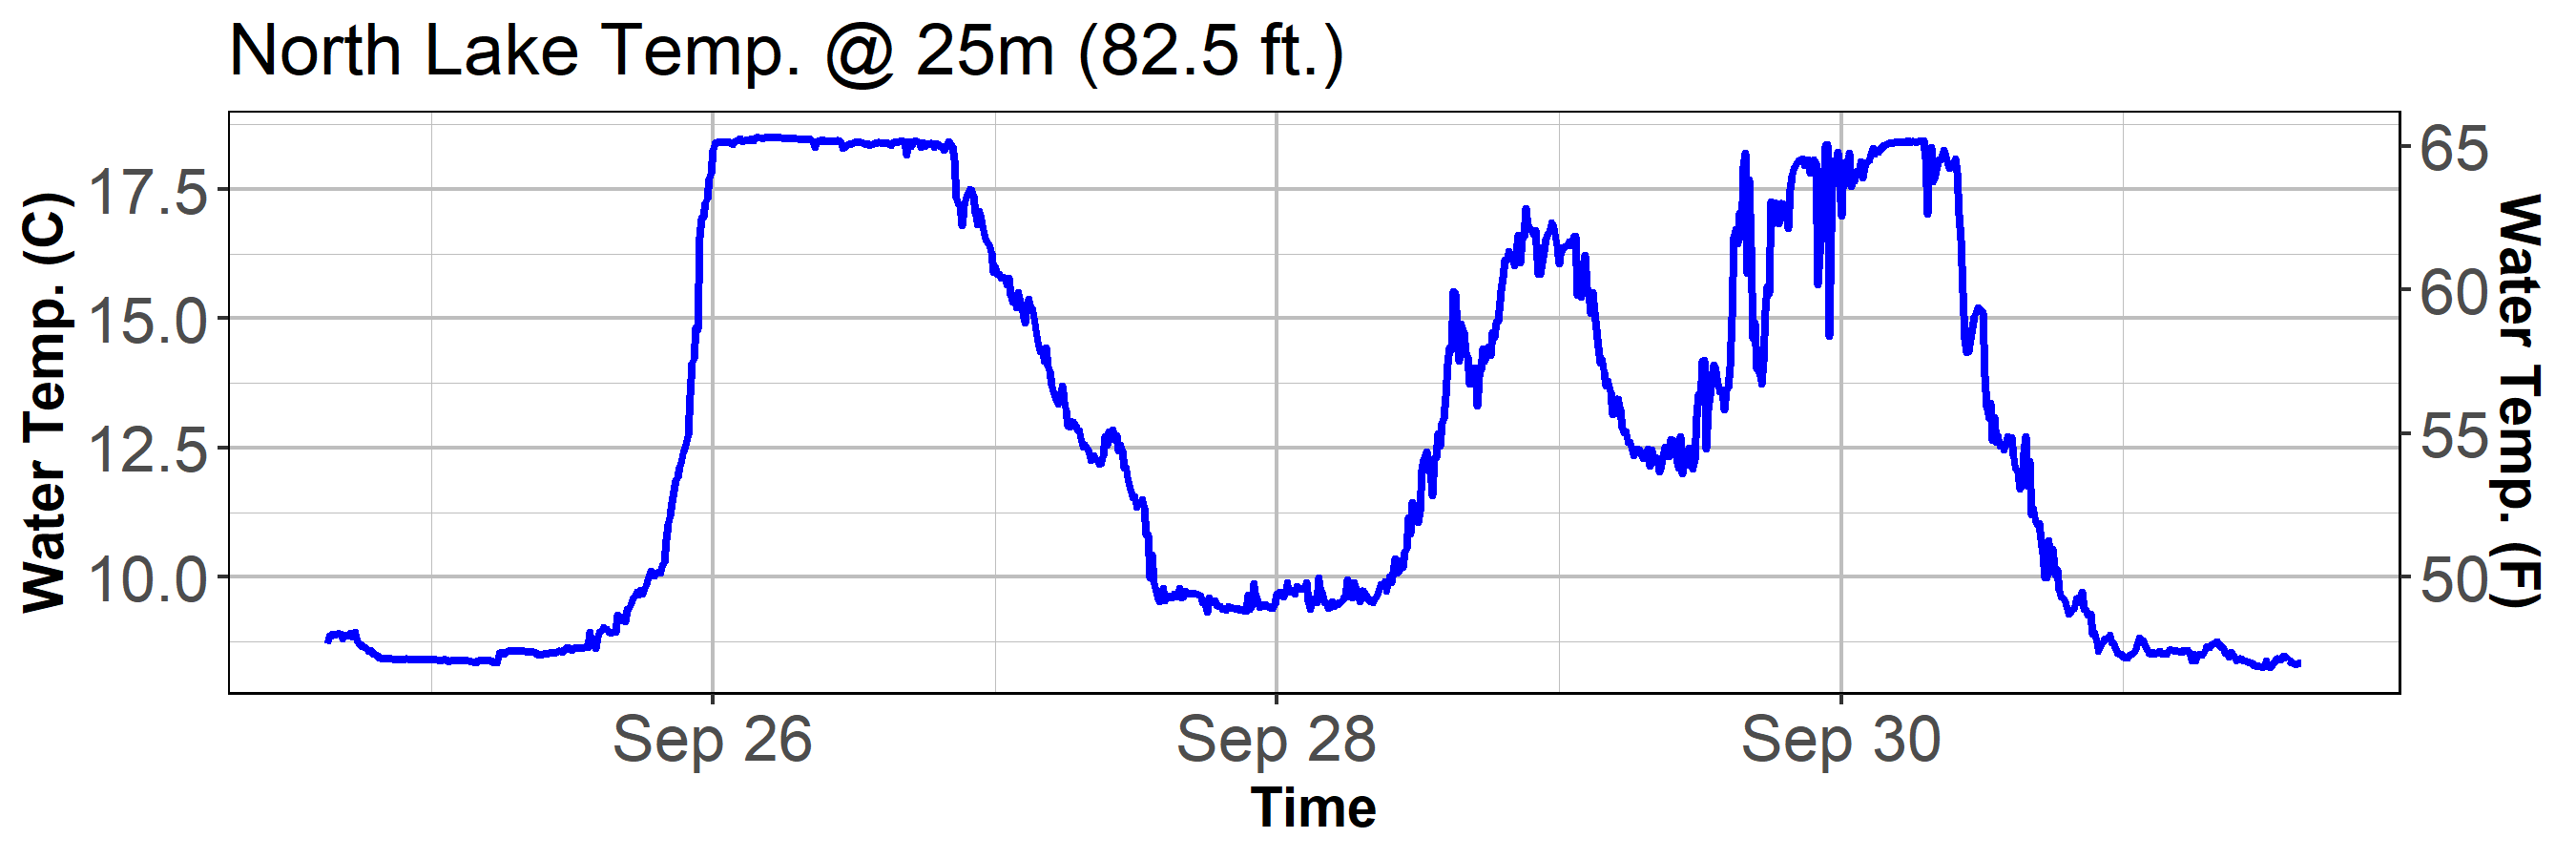 North Lake Temp. @ 25m (82.5 ft.)
Water Temp. (C)
17.5
15.0
12.5
10.0
65
60
55
50
Water Temp. (F)
Sep 26
Sep 28
Sep 30
Time